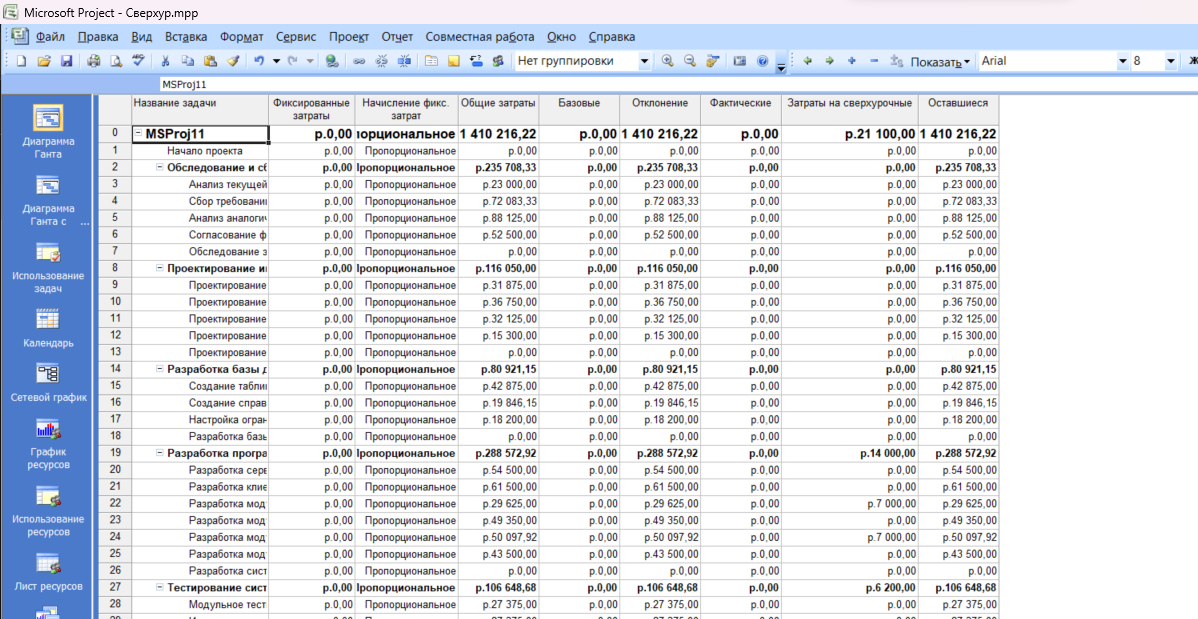 Microsoft Project - Сверхур.mpp
Файл Правка Вид Вставка Формат Сервис Проект Отчет Совместная работа Окно Справка
Нет группировки Показать Arial 8 Ж
MSProj11
Название задачи Фиксированные затраты Начисление фикс. затрат Общие затраты Базовые Отклонение Фактические Затраты на сверхурочные Оставшиеся
0 MSProj11 р.0,00 порциональное 1 410 216,22 р.0,00 1 410 216,22 р.0,00 р.21 100,00 1 410 216,22
1 Начало проекта р.0,00 Пропорциональное р.0,00 р.0,00 р.0,00 р.0,00 р.0,00 р.0,00
2 Обследование и сб р.0,00 Пропорциональное р.235 708,33 р.0,00 р.235 708,33 р.0,00 р.0,00 р.235 708,33
3 Анализ текущей р.0,00 Пропорциональное р.23 000,00 р.0,00 р.23 000,00 р.0,00 р.0,00 р.23 000,00
4 Сбор требовани р.0,00 Пропорциональное р.72 083,33 р.0,00 р.72 083,33 р.0,00 р.0,00 р.72 083,33
5 Анализ аналогич р.0,00 Пропорциональное р.88 125,00 р.0,00 р.88 125,00 р.0,00 р.0,00 р.88 125,00
6 Согласование ф р.0,00 Пропорциональное р.52 500,00 р.0,00 р.52 500,00 р.0,00 р.0,00 р.52 500,00
7 Обследование з р.0,00 Пропорциональное р.0,00 р.0,00 р.0,00 р.0,00 р.0,00 р.0,00
8 Проектирование и р.0,00 Пропорциональное р.116 050,00 р.0,00 р.116 050,00 р.0,00 р.0,00 р.116 050,00
9 Проектирование р.0,00 Пропорциональное р.31 875,00 р.0,00 р.31 875,00 р.0,00 р.0,00 р.31 875,00
10 Проектирование р.0,00 Пропорциональное р.36 750,00 р.0,00 р.36 750,00 р.0,00 р.0,00 р.36 750,00
11 Проектирование р.0,00 Пропорциональное р.32 125,00 р.0,00 р.32 125,00 р.0,00 р.0,00 р.32 125,00
12 Проектирование р.0,00 Пропорциональное р.15 300,00 р.0,00 р.15 300,00 р.0,00 р.0,00 р.15 300,00
13 Проектирование р.0,00 Пропорциональное р.0,00 р.0,00 р.0,00 р.0,00 р.0,00 р.0,00
14 Разработка базы д р.0,00 Пропорциональное р.80 921,15 р.0,00 р.80 921,15 р.0,00 р.0,00 р.80 921,15
15 Создание табли р.0,00 Пропорциональное р.42 875,00 р.0,00 р.42 875,00 р.0,00 р.0,00 р.42 875,00
16 Создание справ р.0,00 Пропорциональное р.19 846,15 р.0,00 р.19 846,15 р.0,00 р.0,00 р.19 846,15
17 Настройка огран р.0,00 Пропорциональное р.18 200,00 р.0,00 р.18 200,00 р.0,00 р.0,00 р.18 200,00
18 Разработка базь р.0,00 Пропорциональное р.0,00 р.0,00 р.0,00 р.0,00 р.0,00 р.0,00
19 Разработка програ р.0,00 Пропорциональное р.288 572,92 р.0,00 р.288 572,92 р.0,00 р.14 000,00 р.288 572,92
20 Разработка серв р.0,00 Пропорциональное р.54 500,00 р.0,00 р.54 500,00 р.0,00 р.0,00 р.54 500,00
21 Разработка клие р.0,00 Пропорциональное р.61 500,00 р.0,00 р.61 500,00 р.0,00 р.0,00 р.61 500,00
22 Разработка мод р.0,00 Пропорциональное р.29 625,00 р.0,00 р.29 625,00 р.0,00 р.7 000,00 р.29 625,00
23 Разработка мод р.0,00 Пропорциональное р.49 350,00 р.0,00 р.49 350,00 р.0,00 р.0,00 р.49 350,00
24 Разработка мод р.0,00 Пропорциональное р.50 097,92 р.0,00 р.50 097,92 р.0,00 р.7 000,00 р.50 097,92
25 Разработка мод р.0,00 Пропорциональное р.43 500,00 р.0,00 р.43 500,00 р.0,00 р.0,00 р.43 500,00
26 Разработка сист р.0,00 Пропорциональное р.0,00 р.0,00 р.0,00 р.0,00 р.0,00 р.0,00
27 Тестирование сист р.0,00 Пропорциональное р.106 648,68 р.0,00 р.106 648,68 р.0,00 р.6 200,00 р.106 648,68
28 Модульное тест р.0,00 Пропорциональное р.27 375,00 р.0,00 р.27 375,00 р.0,00 р.0,00 р.27 375,00
Диаграмма
Ганта
Диаграмма
Ганта с ...
Использование
задач
Календарь
Сетевой график
График
ресурсов
Использование
ресурсов
Лист ресурсов